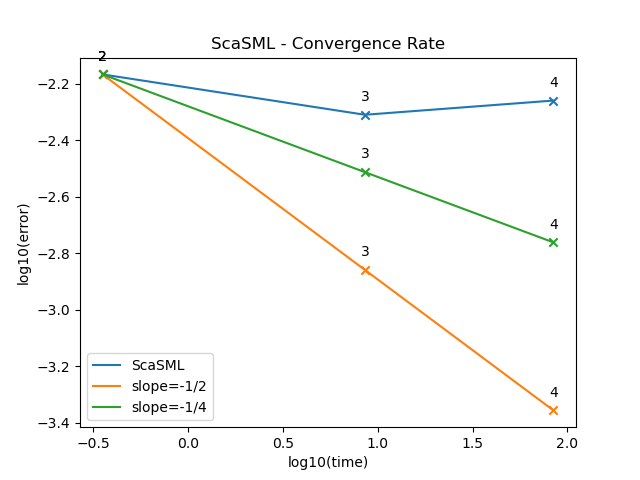 ScaSML - Convergence Rate
2
3
4
3
4
3
4
−2.2
−2.4
−2.6
−2.8
−3.0
−3.2
−3.4
log10(error)
ScaSML
slope=-1/2
slope=-1/4
−0.5 0.0 0.5 1.0 1.5 2.0
log10(time)